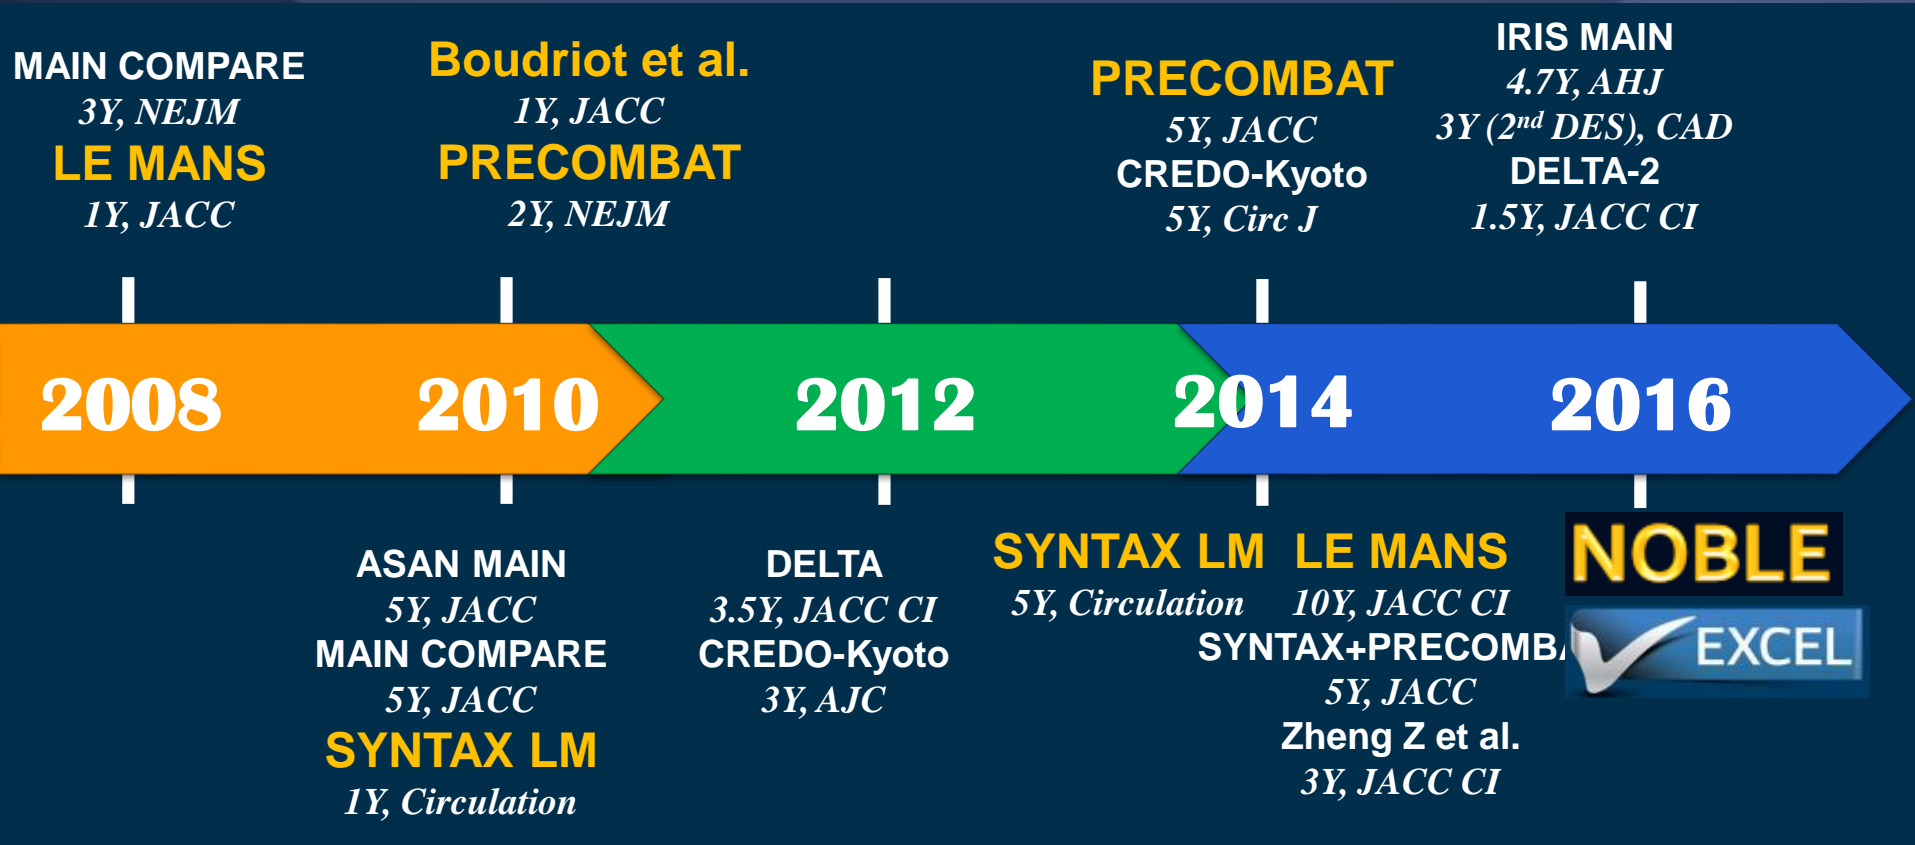 MAIN COMPARE
3Y, NEJM
LE MANS
1Y, JACC
Boudriot et al.
1Y, JACC
PRECOMBAT
2Y, NEJM
PRECOMBAT
5Y, JACC
CREDO-Kyoto
5Y, Circ J
IRIS MAIN
4.7Y, AHJ
3Y (2nd DES), CAD
DELTA-2
1.5Y, JACC CI
2008 2010 2012 2014 2016
ASAN MAIN
5Y, JACC
MAIN COMPARE
5Y, JACC
SYNTAX LM
1Y, Circulation
DELTA
3.5Y, JACC CI
CREDO-Kyoto
3Y, AJC
SYNTAX LM
5Y, Circulation
LE MANS
10Y, JACC CI
SYNTAX+PRECOMBA
5Y, JACC
Zheng Z et al.
3Y, JACC CI
NOBLE
EXCEL